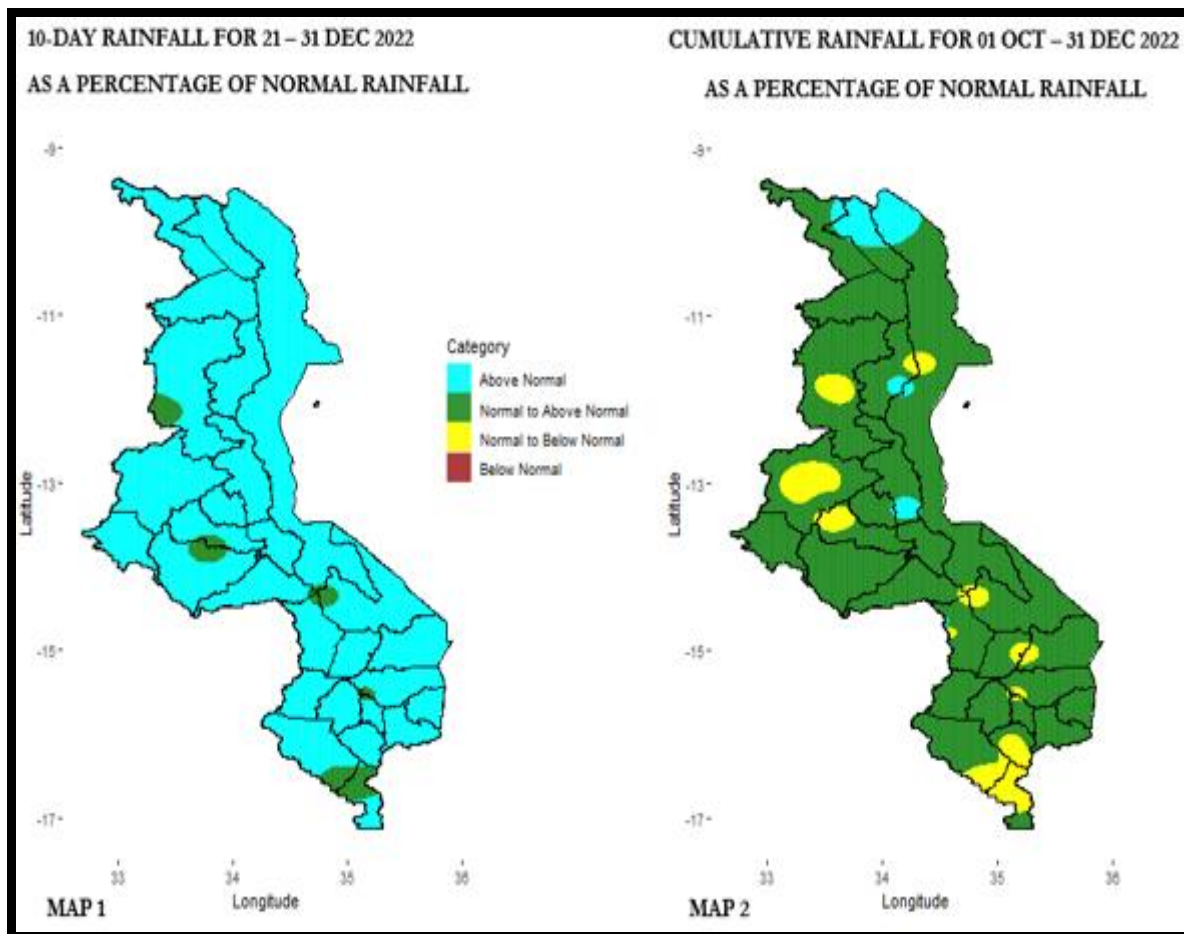 10-DAY RAINFALL FOR 21 – 31 DEC 2022
AS A PERCENTAGE OF NORMAL RAINFALL
CUMULATIVE RAINFALL FOR 01 OCT – 31 DEC 2022
AS A PERCENTAGE OF NORMAL RAINFALL
-9
-11
-13
-15
-17
Latitude
33
34
35
36
Longitude
MAP 1
Category
Above Normal
Normal to Above Normal
Normal to Below Normal
Below Normal
-9
-11
-13
-15
-17
Latitude
33
34
35
36
Longitude
MAP 2